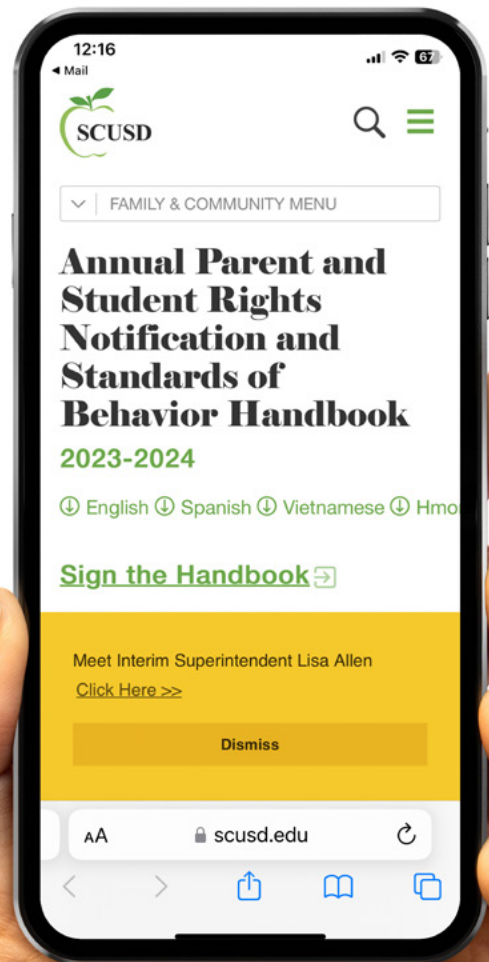 12:16
67
◀ Mail
SCUSD
FAMILY & COMMUNITY MENU
Annual Parent and
Student Rights
Notification and
Standards of
Behavior Handbook
2023-2024
English Spanish Vietnamese Hmo
Sign the Handbook
Meet Interim Superintendent Lisa Allen
Click Here >>
Dismiss
AA scusd.edu